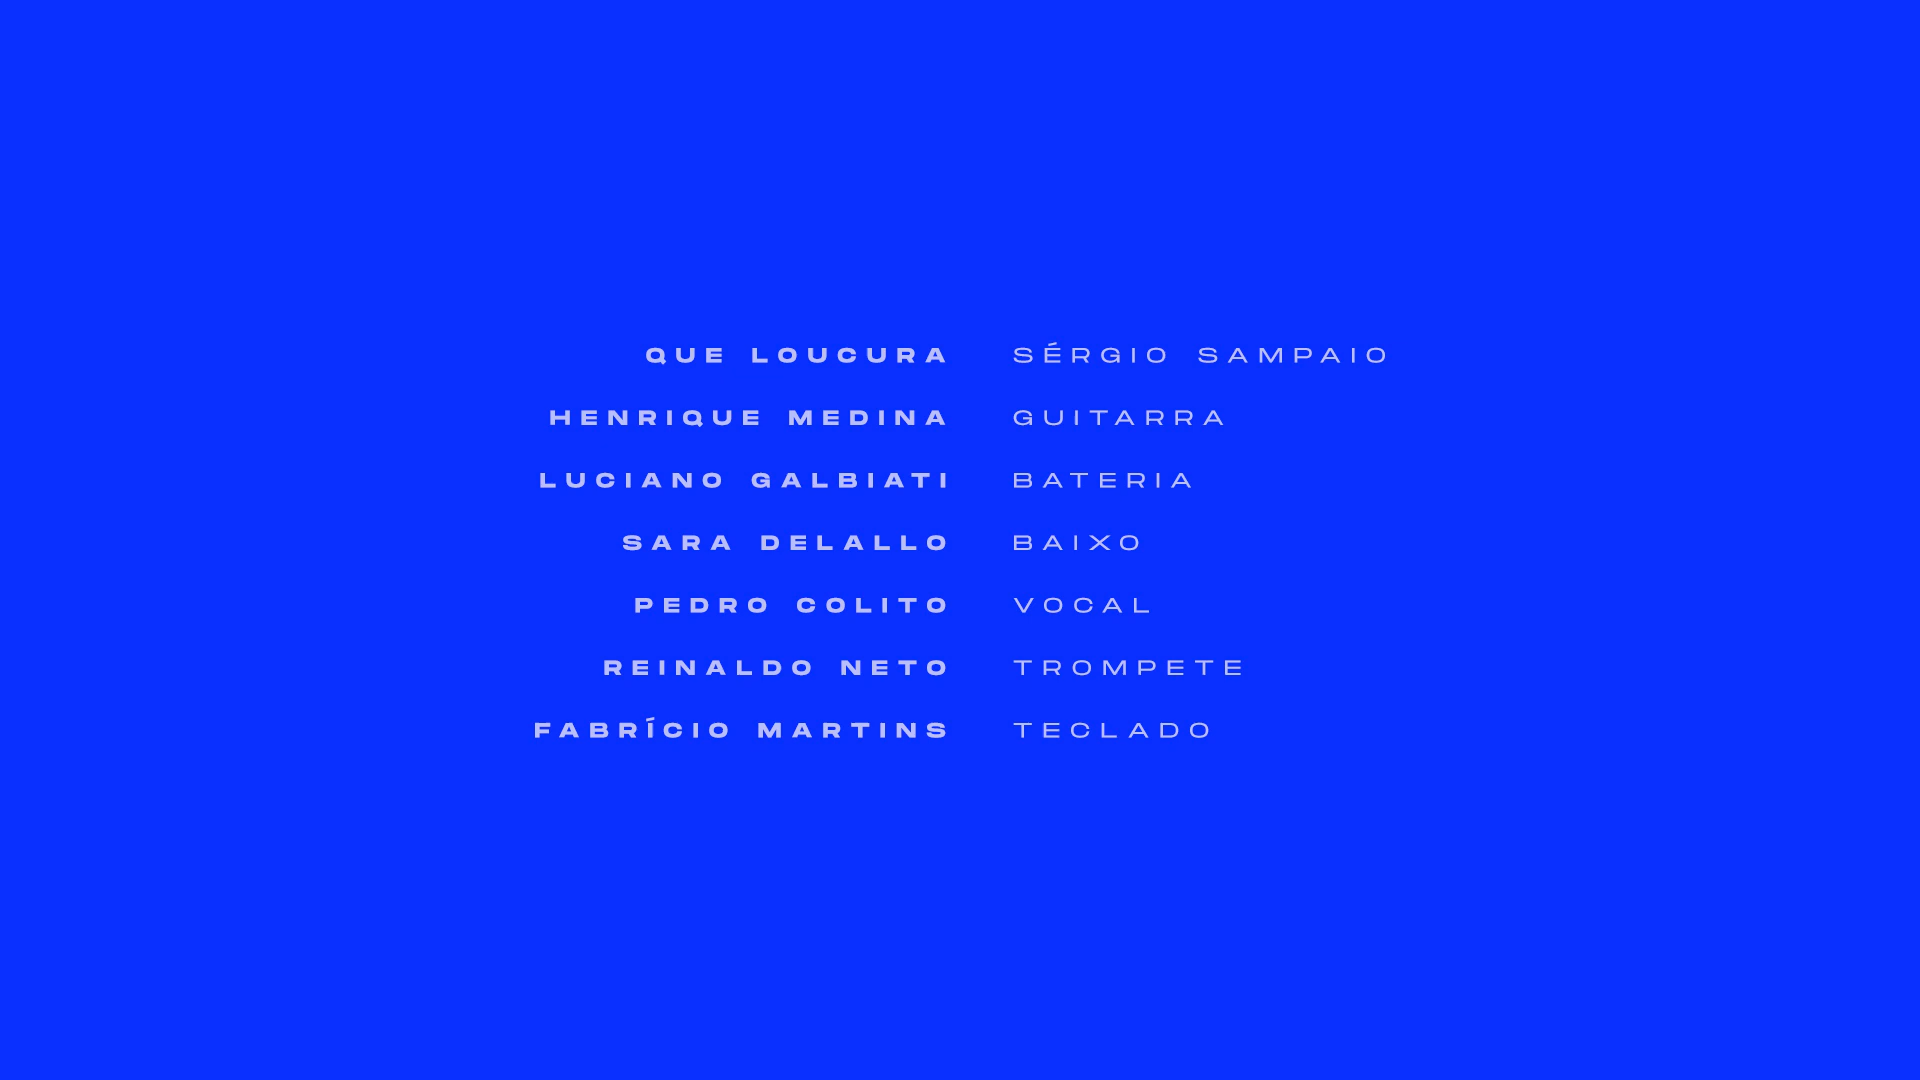 QUE LOUCURA SÉRGIO SAMPAIO
HENRIQUE MEDINA GUITARRA
LUCIANO GALBIATI BATERIA
SARA DELALLO BAIXO
PEDRO COLITO VOCAL
REINALDO NETO TROMPETE
FABRÍCIO MARTINS TECLADO